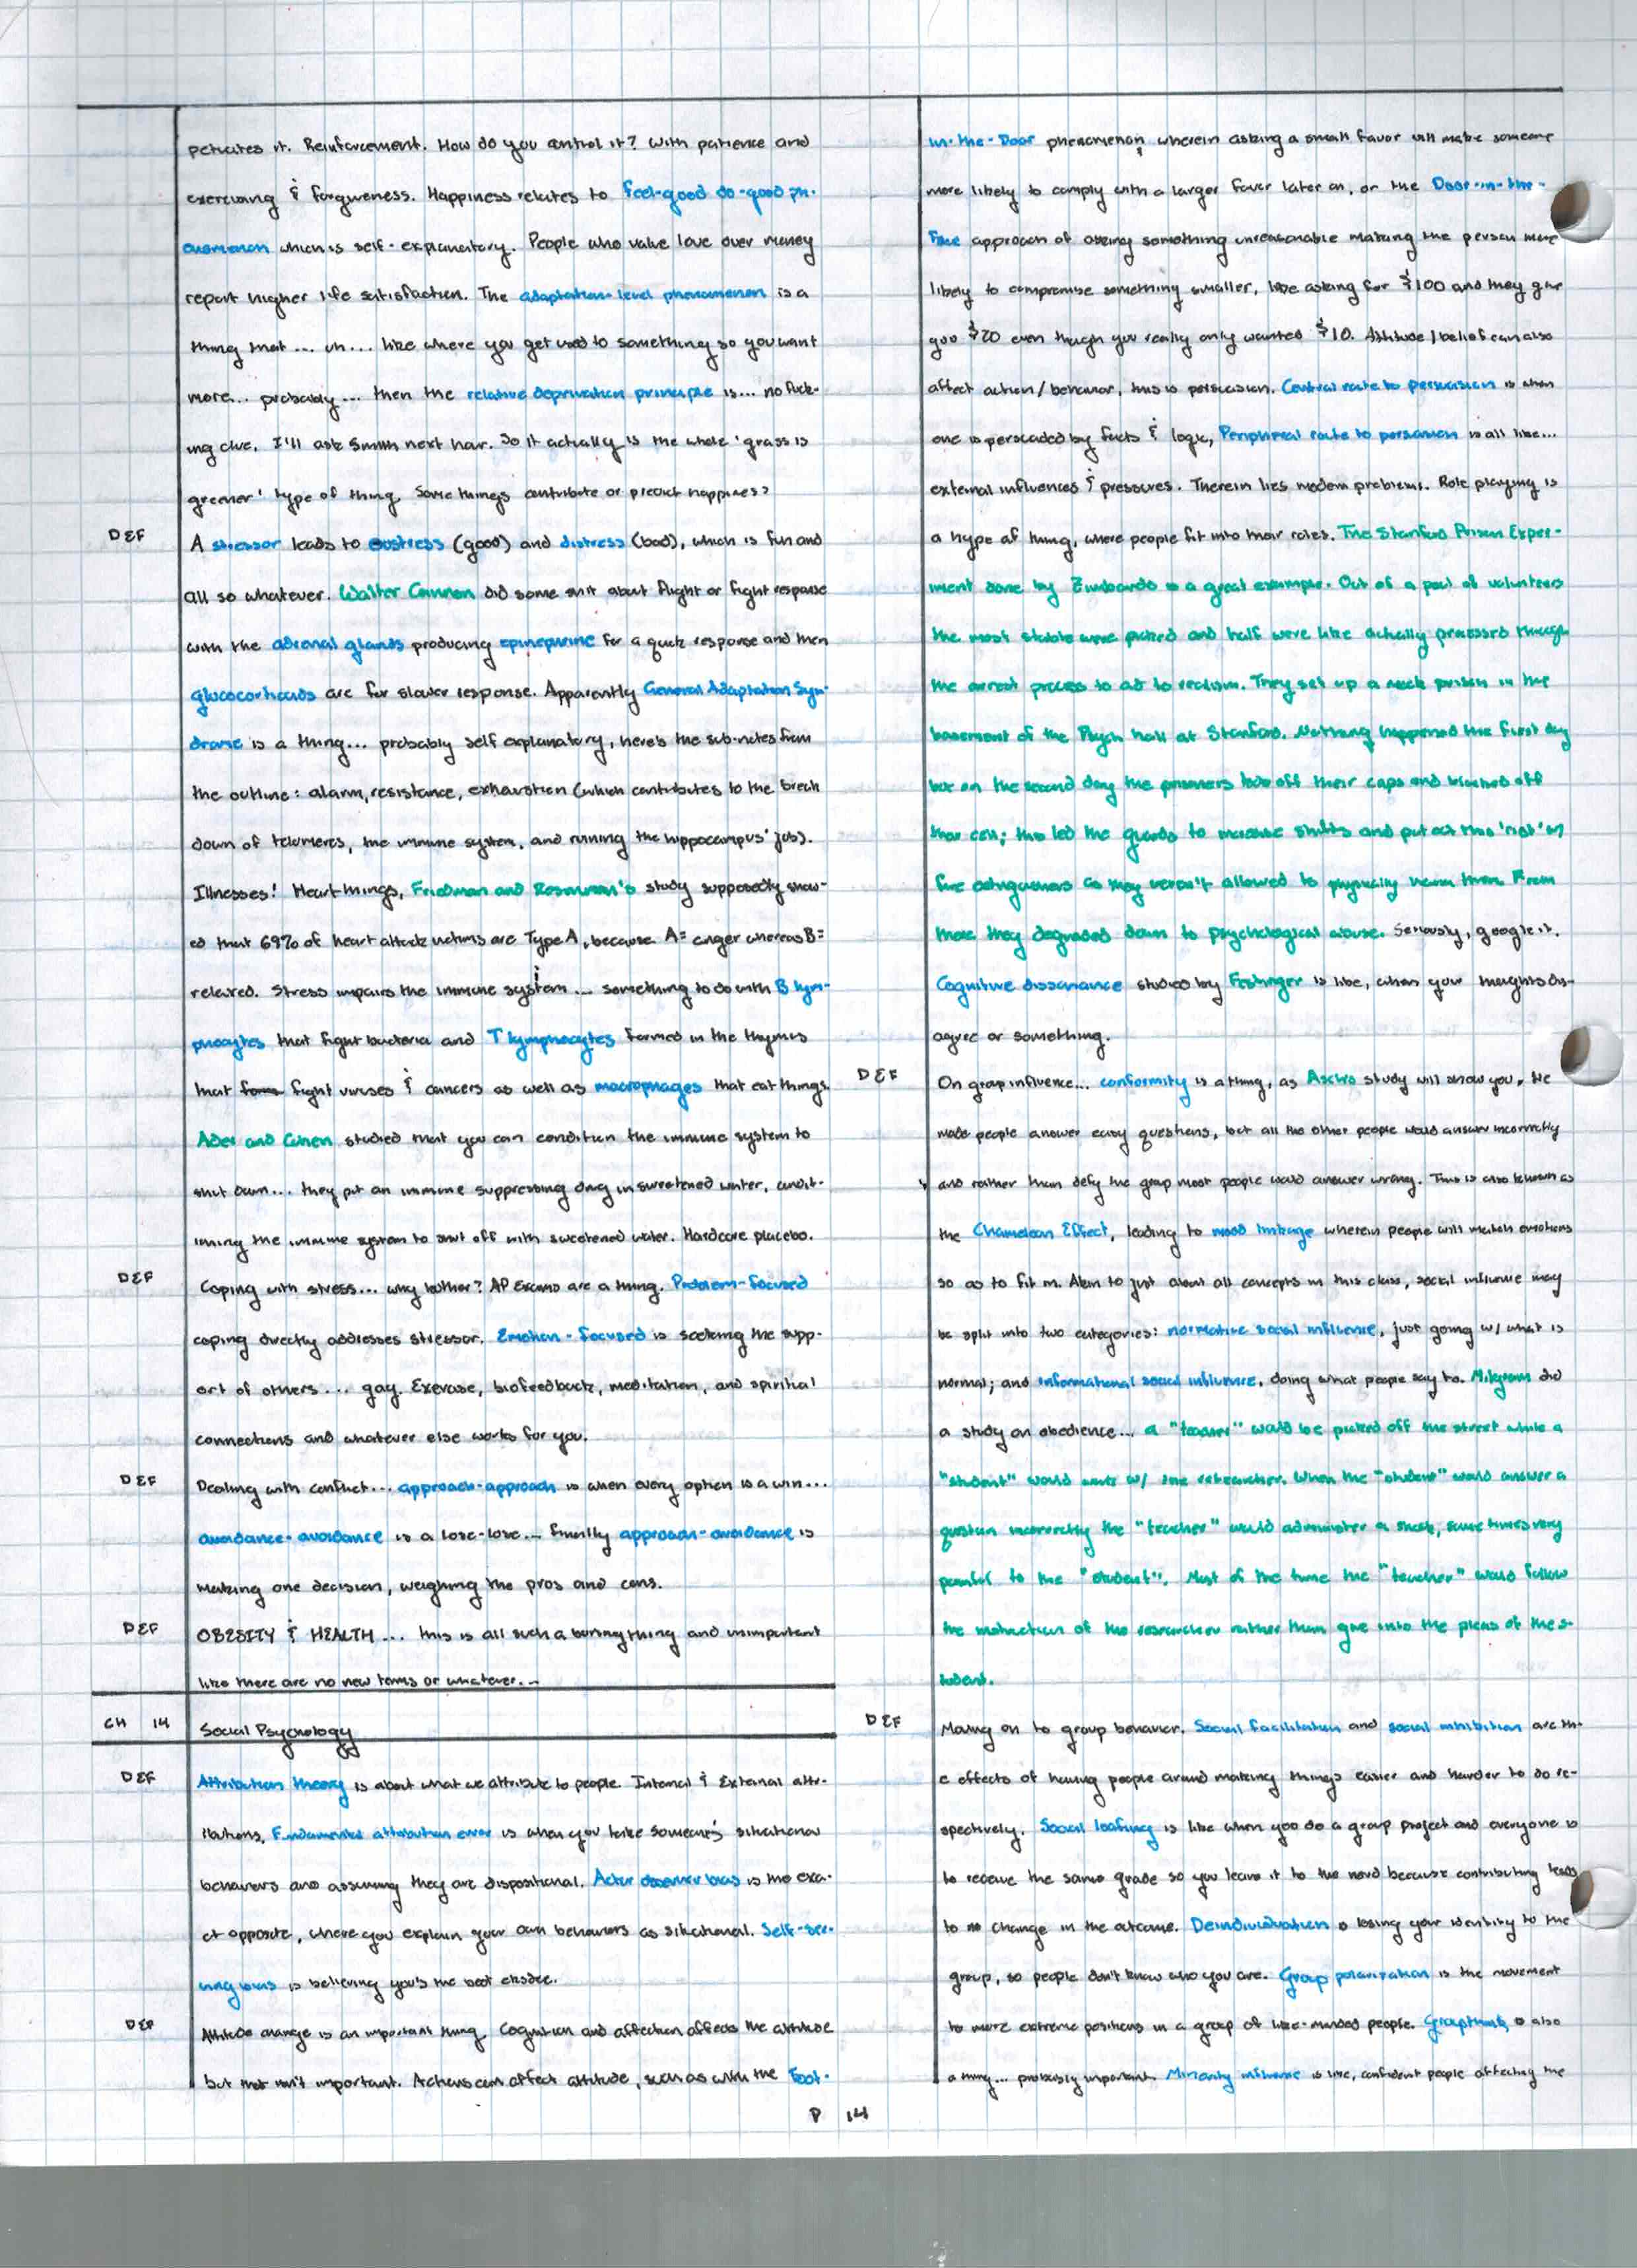 petuates it. Reinforcement. How do you control it? With patience and
exercising & forgiveness. Happiness relates to feel-good do-good ph-
enomenon which is self-explanatory. People who value love over money
report higher life satisfaction. The adaptation-level phenomenon is a
thing that... uh... like where you get used to something so you want
more... probably... then the relative deprivation principle is... no fuck-
ing clue, I'll ask Smith next hour. So it actually is the whole 'grass is
greener' type of thing. Some things contribute or predict happiness?
DEF
A stressor leads to eustress (good) and distress (bad), which is fun and
all so whatever. Walter Cannon did some shit about flight or fight response
with the adrenal glands producing epinephrine for a quick response and then
glucocorticoids are for slower response. Apparently General Adaptation Syn-
drome is a thing... probably self explanatory, here's the sub-notes from
the outline: alarm, resistance, exhaustion (which contributes to the break
down of telomeres, the immune system, and ruining the hippocampus' job).
Illnesses! Heart things, Friedman and Rosenman's study supposedly show-
ed that 69% of heart attack victims are Type A, because A= anger whereas B=
relaxed. Stress impairs the immune system... something to do with B lym-
phocytes that fight bacteria and T lymphocytes formed in the thymus
that fight viruses & cancers as well as macrophages that eat things.
Ader and Cohen studied that you can condition the immune system to
shut down... they put an immune suppressing drug in sweetened water, condit-
ioning the immune system to shut off with sweetened water. Hardcore placebo.
DEF
Coping with stress... why bother? AP Exams are a thing. Problem-focused
coping directly addresses stressor. Emotion-focused is seeking the supp-
ort of others... gay. Exercise, biofeedback, meditation, and spiritual
connections and whatever else works for you.
DEF
Dealing with conflict... approach-approach is when every option is a win...
avoidance-avoidance is a lose-lose... finally approach-avoidance is
making one decision, weighing the pros and cons.
DEF
OBESITY & HEALTH... this is all such a boring thing and unimportant
like there are no new terms or whatever...
CH 14 Social Psychology
DEF
Attribution theory is about what we attribute to people. Internal & External attr-
ibutions, Fundamental attribution error is when you take someone's situational
behaviors and assuming they are dispositional. Actor observer bias is the exa-
ct opposite, where you explain your own behaviors as situational. Self-ser-
ving bias is believing you's the best
DEF
Attitude change is an important thing. Cognition and affection affects the attitude
but that isn't important. Actions can affect attitude, such as with the Foot-
in-the-Door phenomenon, wherein asking a small favor will make someone
more likely to comply with a larger favor later on, or the Door-in-the-
Face approach of asking something unreasonable making the person more
likely to compromise something smaller, like asking for $100 and they give
you $20 even though you really only wanted $10. Attitude/belief can also
affect action/behavior, this is persuasion. Central route to persuasion is when
one is persuaded by facts & logic, Peripheral route to persuasion is all like...
external influences & pressures. Therein lies modern problems. Role playing is
a hype af thing, where people fit into their roles. The Stanford Prison Exper-
iment done by Zimbardo is a great example. Out of a pool of volunteers
the most stable were picked and half were like actually processed through
the arrest process to add to realism. They set up a mock prison in the
basement of the Psych hall at Stanford. Nothing happened the first day
but on the second day the prisoners took off their caps and blocked off
their cell; this led the guards to increase shifts and put out this 'riot' w/
fire extinguishers as they weren't allowed to physically harm them. From
there they degraded down to psychological abuse. Seriously, google it.
Cognitive dissonance studied by Festinger is like, when your thoughts dis-
agree or something.
DEF
On group influence... conformity is a thing, as Asch's study will show you. He
made people answer easy questions, but all the other people would answer incorrectly
and rather than defy the group most people would answer wrong. This is also known as
the Chameleon Effect, leading to mood linkage wherein people will match emotions
so as to fit in. Akin to just about all concepts in this class, social influence may
be split into two categories: normative social influence, just going w/ what is
normal; and informational social influence, doing what people say to. Milgram did
a study on obedience... a "teacher" would be picked off the street while a
"student" would work w/ the researcher. When the "student" would answer a
question incorrectly the "teacher" would administer a shock, sometimes very
painful to the "student". Most of the time the "teacher" would follow
the instruction of the researcher rather than give into the pleas of the s-
tudent.
DEF
Moving on to group behavior. Social facilitation and social inhibition are th-
e effects of having people around making things easier and harder to do re-
spectively. Social loafing is like when you do a group project and everyone is
to receive the same grade so you leave it to the nerd because contributing leads
to no change in the outcome. Deindividuation is losing your identity to the
group, so people don't know who you are. Group polarization is the movement
to more extreme positions in a group of like-minded people. Groupthink is also
a thing... probably important. Minority influence is like, confident people affecting the
P 14